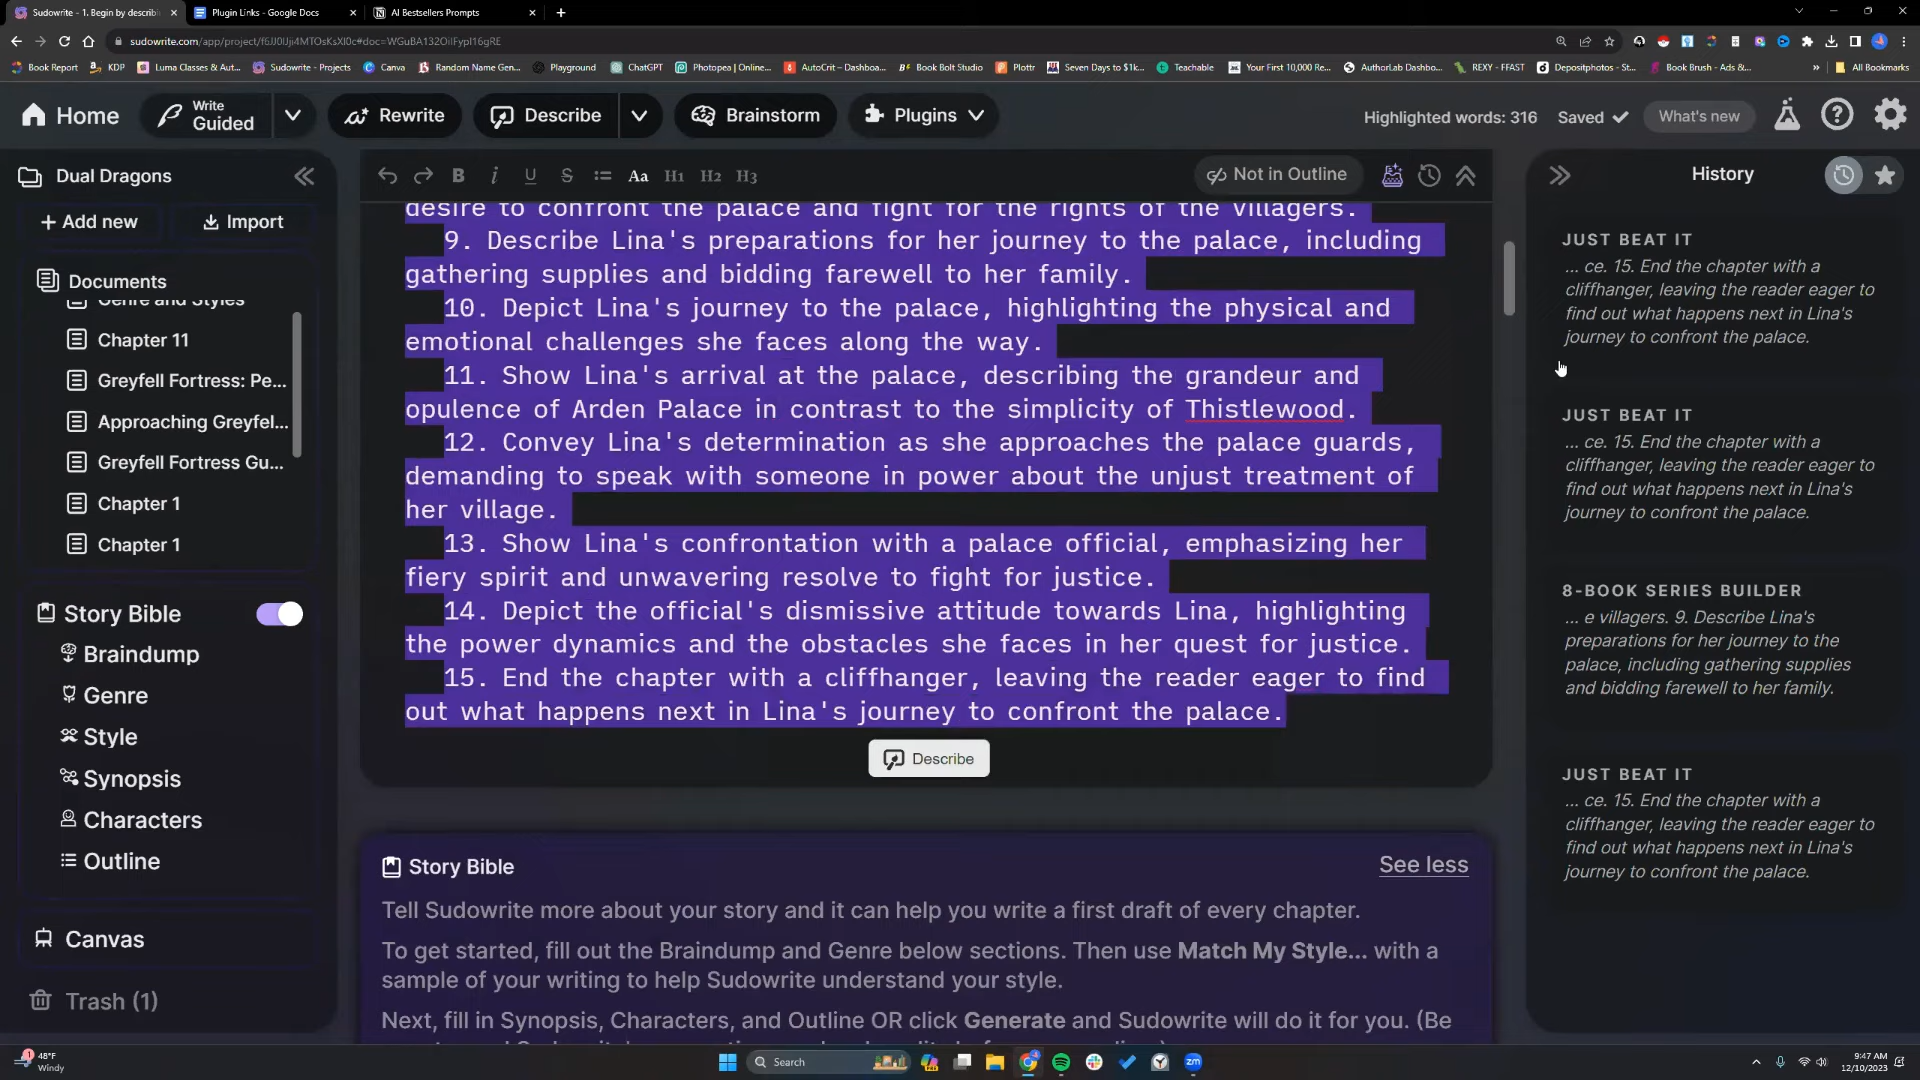 Sudowrite - 1. Begin by describi
Plugin Links - Google Docs
AI Bestsellers Prompts
sudowrite.com/app/project/
Book Report
KDP
Luma Classes & Aut...
Sudowrite - Projects
Canva
Random Name Gen...
Playground
ChatGPT
Photopea | Online...
AutoCrit – Dashboa...
Book Bolt Studio
Plottr
Seven Days to $1k...
Teachable
Your First 10,000 Re...
AuthorLab Dashbo...
REXY - FFAST
Depositphotos - St...
Book Brush - Ads &...
»
All Bookmarks
Home
Write
Guided
Rewrite
Describe
Brainstorm
Plugins
Highlighted words: 316
Saved
What's new
Dual Dragons
+ Add new
Import
Documents
Genre and Styles
Chapter 11
Greyfell Fortress: Pe...
Approaching Greyfel...
Greyfell Fortress Gu...
Chapter 1
Chapter 1
Story Bible
Braindump
Genre
Style
Synopsis
Characters
Outline
Canvas
Trash (1)
B i U S Aa H1 H2 H3
Not in Outline
desire to confront the palace and fight for the rights of the villagers.
9. Describe Lina's preparations for her journey to the palace, including
gathering supplies and bidding farewell to her family.
10. Depict Lina's journey to the palace, highlighting the physical and
emotional challenges she faces along the way.
11. Show Lina's arrival at the palace, describing the grandeur and
opulence of Arden Palace in contrast to the simplicity of Thistlewood.
12. Convey Lina's determination as she approaches the palace guards,
demanding to speak with someone in power about the unjust treatment of
her village.
13. Show Lina's confrontation with a palace official, emphasizing her
fiery spirit and unwavering resolve to fight for justice.
14. Depict the official's dismissive attitude towards Lina, highlighting
the power dynamics and the obstacles she faces in her quest for justice.
15. End the chapter with a cliffhanger, leaving the reader eager to find
out what happens next in Lina's journey to confront the palace.
Describe
Story Bible
See less
Tell Sudowrite more about your story and it can help you write a first draft of every chapter.
To get started, fill out the Braindump and Genre below sections. Then use Match My Style... with a
sample of your writing to help Sudowrite understand your style.
Next, fill in Synopsis, Characters, and Outline OR click Generate and Sudowrite will do it for you. (Be
History
JUST BEAT IT
... ce. 15. End the chapter with a
cliffhanger, leaving the reader eager to
find out what happens next in Lina's
journey to confront the palace.
JUST BEAT IT
... ce. 15. End the chapter with a
cliffhanger, leaving the reader eager to
find out what happens next in Lina's
journey to confront the palace.
8-BOOK SERIES BUILDER
... e villagers. 9. Describe Lina's
preparations for her journey to the
palace, including gathering supplies
and bidding farewell to her family.
JUST BEAT IT
... ce. 15. End the chapter with a
cliffhanger, leaving the reader eager to
find out what happens next in Lina's
journey to confront the palace.
1
48°F
Windy
Search
zm
9:47 AM
12/10/2023